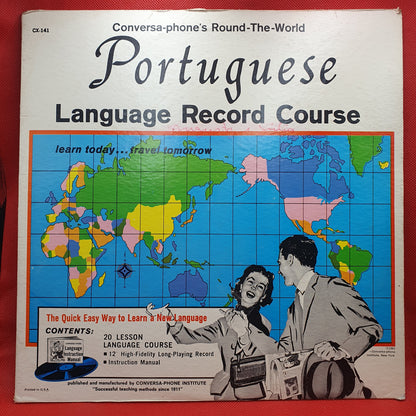 CX-141
Conversa-phone's Round-The-World
Portuguese
Language Record Course
learn today...travel tomorrow
The Quick Easy Way to Learn a New Language
CONTENTS:
20 LESSON
LANGUAGE COURSE
■ 12" High-Fidelity Long-Playing Record
■ Instruction Manual
Language
Instruction
Manual
published and manufactured by CONVERSA-PHONE INSTITUTE
"Successful teaching methods since 1911"
Printed in U.S.A.